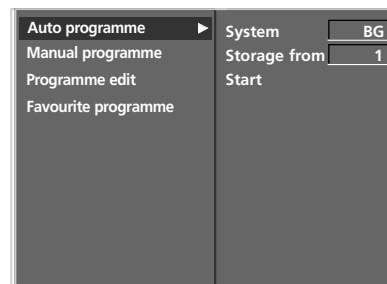 Auto programme
Manual programme
Programme edit
Favourite programme
System BG
Storage from 1
Start